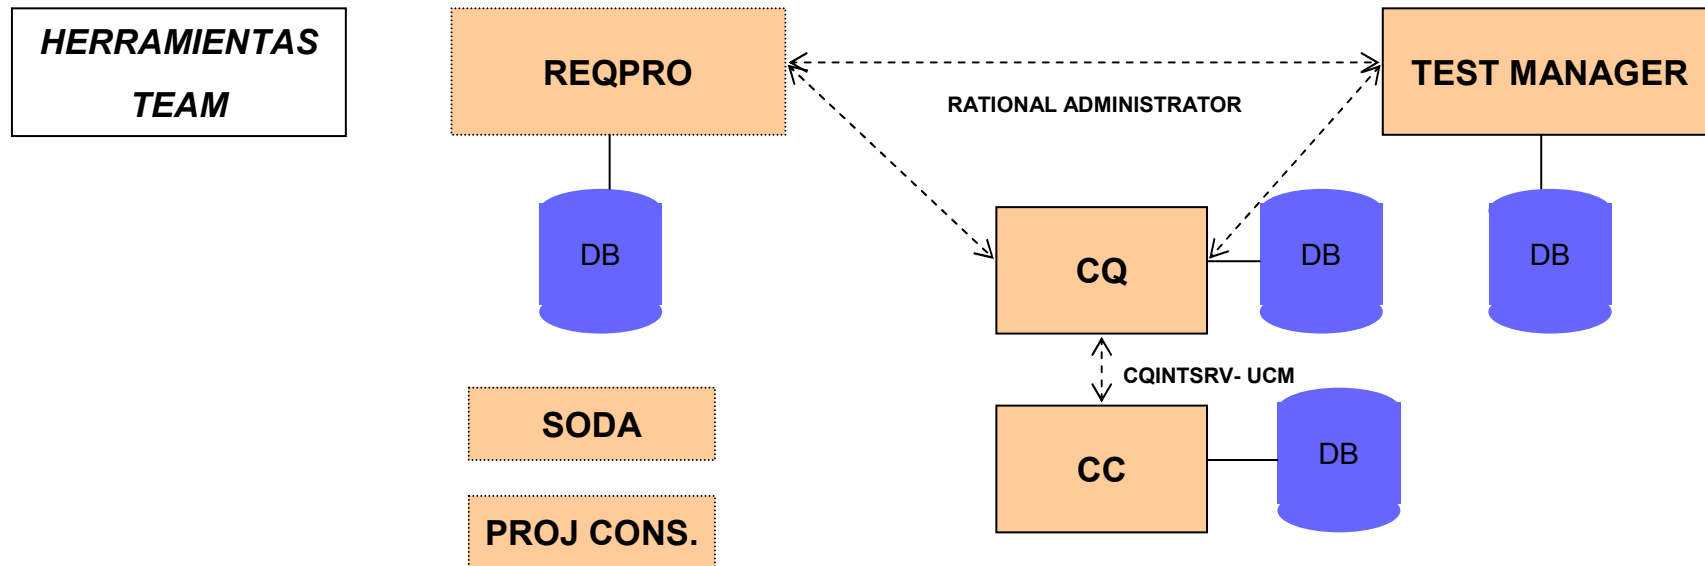 HERRAMIENTAS
TEAM
REQPRO
TEST MANAGER
RATIONAL ADMINISTRATOR
DB
CQ
DB
DB
CQINTSRV- UCM
SODA
CC
DB
PROJ CONS.